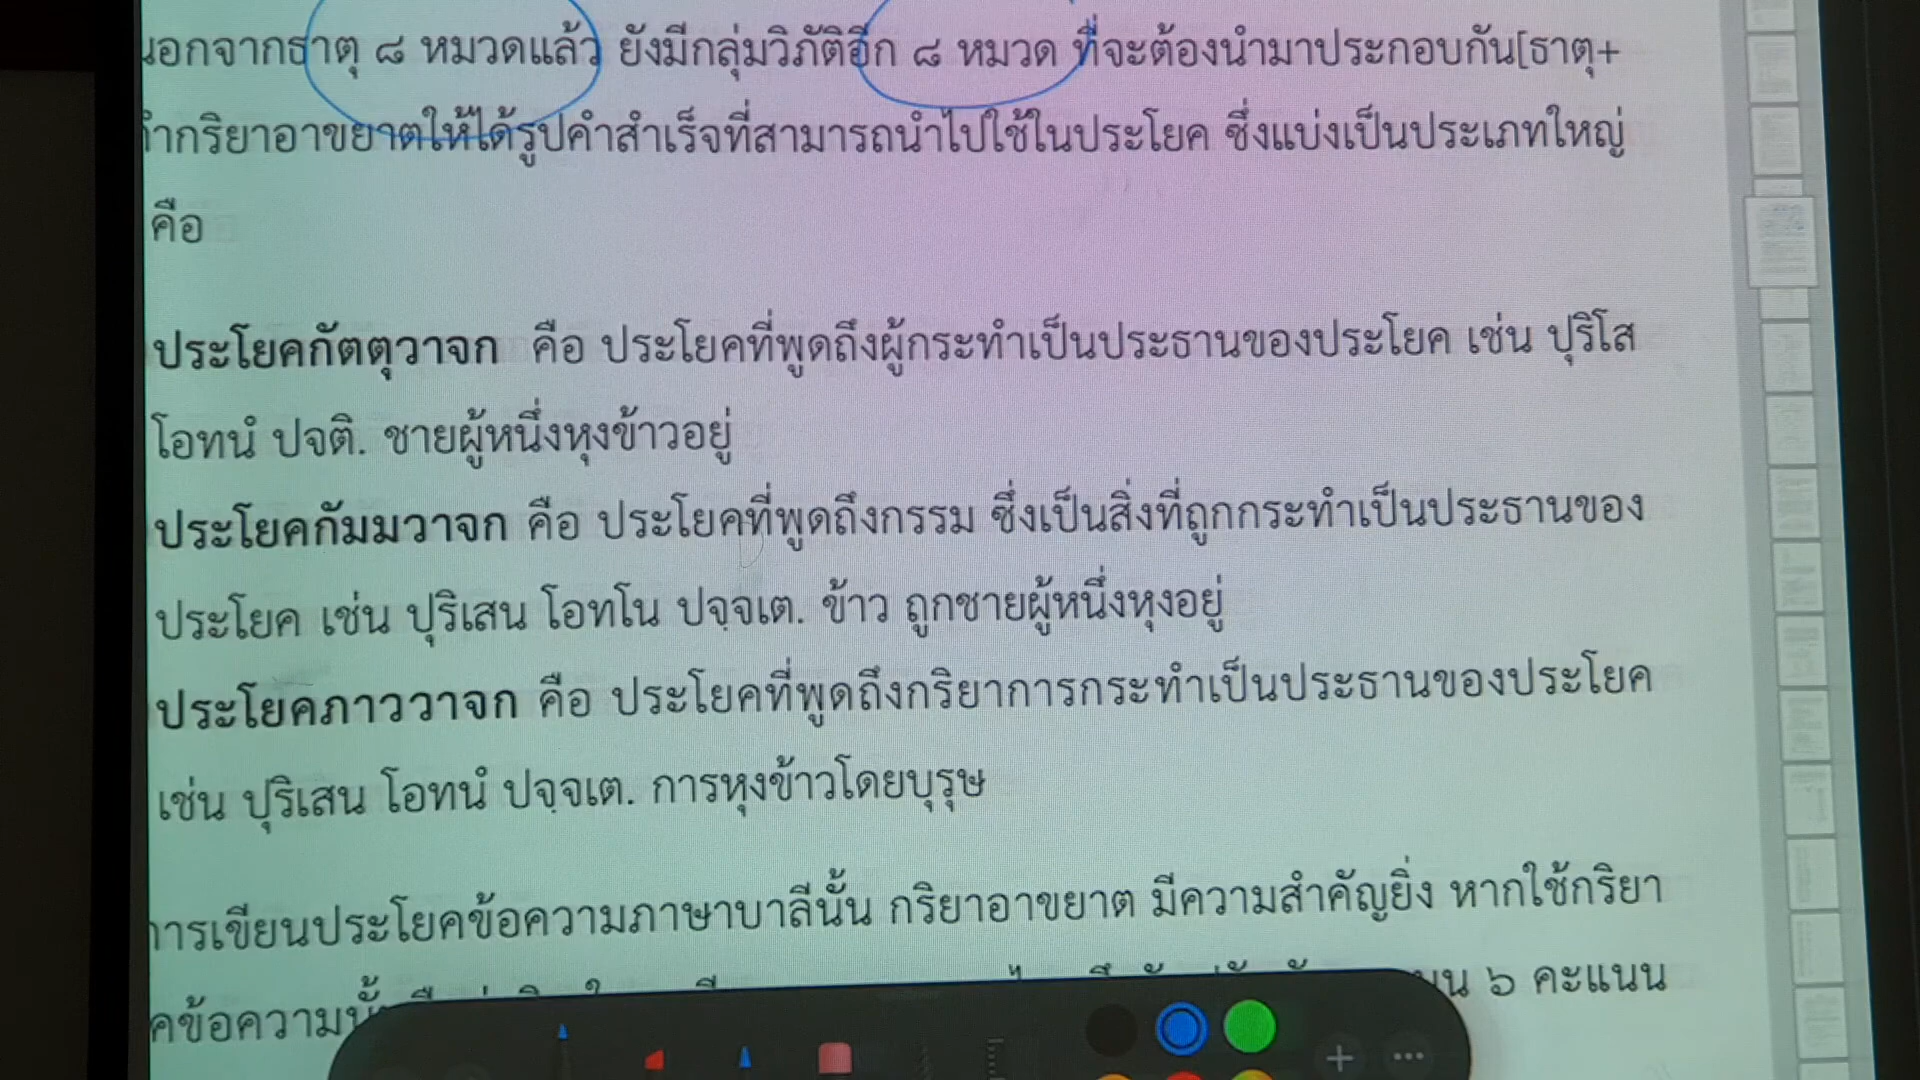 นอกจากธาตุ ๘ หมวดแล้ว ยังมีกลุ่มวิภัติอีก ๘ หมวด ที่จะต้องนำมาประกอบกัน[ธาตุ+
ทำกริยาอาขยาตให้ได้รูปคำสำเร็จที่สามารถนำไปใช้ในประโยค ซึ่งแบ่งเป็นประเภทใหญ่
คือ
ประโยคกัตตุวาจก คือ ประโยคที่พูดถึงผู้กระทำเป็นประธานของประโยค เช่น ปุริโส
โอทนํ ปจติ. ชายผู้หนึ่งหุงข้าวอยู่
ประโยคกัมมวาจก คือ ประโยคที่พูดถึงกรรม ซึ่งเป็นสิ่งที่ถูกกระทำเป็นประธานของ
ประโยค เช่น ปุริเสน โอทโน ปจฺจเต. ข้าว ถูกชายผู้หนึ่งหุงอยู่
ประโยคภาววาจก คือ ประโยคที่พูดถึงกริยาการกระทำเป็นประธานของประโยค
เช่น ปุริเสน โอทนํ ปจฺจเต. การหุงข้าวโดยบุรุษ
การเขียนประโยคข้อความภาษาบาลีนั้น กริยาอาขยาต มีความสำคัญยิ่ง หากใช้กริยา
คข้อความนั้น ๖ คะแนน